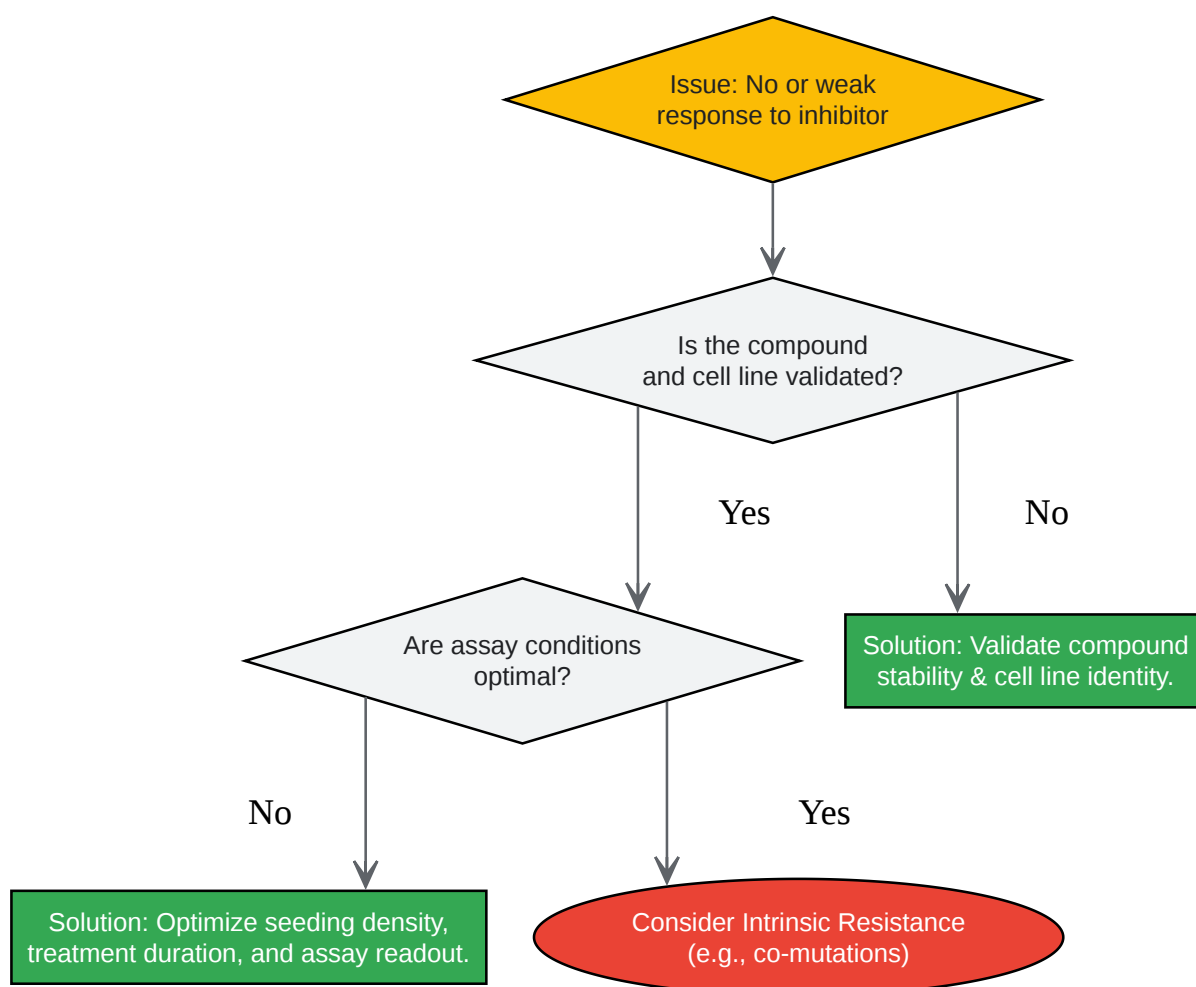 Issue: No or weak
response to inhibitor
Is the compound
and cell line validated?
Yes
No
Are assay conditions
optimal?
Solution: Validate compound
stability & cell line identity.
No
Yes
Solution: Optimize seeding density,
treatment duration, and assay readout.
Consider Intrinsic Resistance
(e.g., co-mutations)